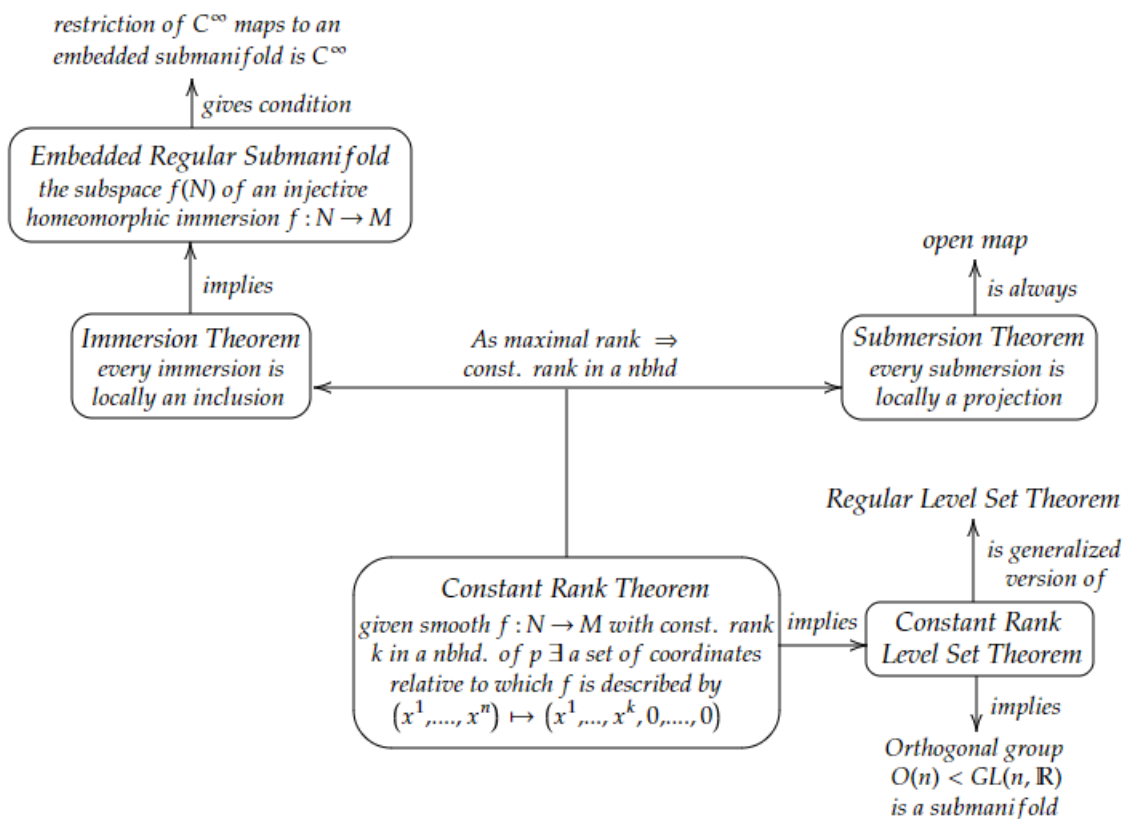 restriction of C^∞ maps to an
embedded submanifold is C^∞
gives condition
Embedded Regular Submanifold
the subspace f(N) of an injective
homeomorphic immersion f : N → M
implies
Immersion Theorem
every immersion is
locally an inclusion
As maximal rank ⇒
const. rank in a nbhd
open map
is always
Submersion Theorem
every submersion is
locally a projection
Constant Rank Theorem
given smooth f : N → M with const. rank
k in a nbhd. of p ∃ a set of coordinates
relative to which f is described by
(x^1,...., x^n) ↦ (x^1,..., x^k, 0,...., 0)
implies
Regular Level Set Theorem
is generalized
version of
Constant Rank
Level Set Theorem
implies
Orthogonal group
O(n) < GL(n, ℝ)
is a submanifold